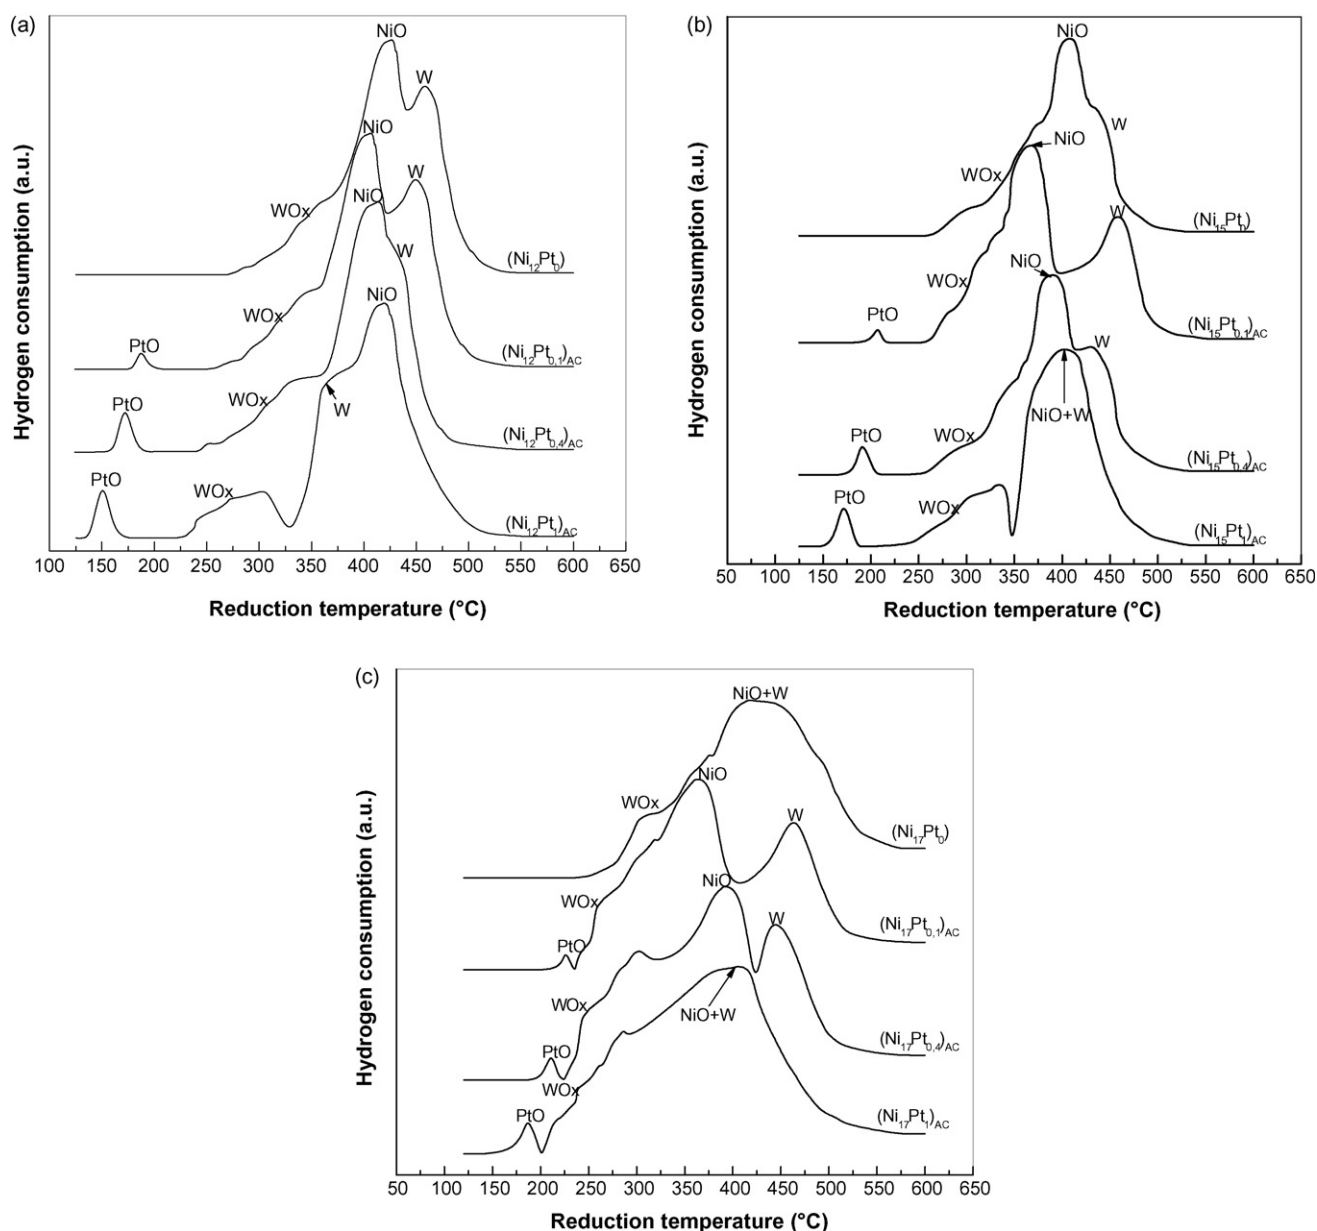 (a)
NiO
W
NiO
WOx
W
NiO
(Ni12Pt0)
W
WOx
NiO
PtO
(Ni12Pt0,1)AC
WOx
PtO
W
(Ni12Pt0,4)AC
PtO
WOx
(Ni12Pt1)AC
100 150 200 250 300 350 400 450 500 550 600 650
Reduction temperature (°C)
Hydrogen consumption (a.u.)
(b)
NiO
W
NiO
WOx
W
(Ni15Pt0)
NiO
WOx
PtO
(Ni15Pt0,1)AC
W
NiO+W
WOx
PtO
(Ni15Pt0,4)AC
PtO
WOx
(Ni15Pt1)AC
50 100 150 200 250 300 350 400 450 500 550 600 650
Reduction temperature (°C)
Hydrogen consumption (a.u.)
(c)
NiO+W
NiO
WOx
W
(Ni17Pt0)
NiO
WOx
W
(Ni17Pt0,1)AC
PtO
WOx
NiO+W
(Ni17Pt0,4)AC
PtO
WOx
PtO
(Ni17Pt1)AC
50 100 150 200 250 300 350 400 450 500 550 600 650
Reduction temperature (°C)
Hydrogen consumption (a.u.)